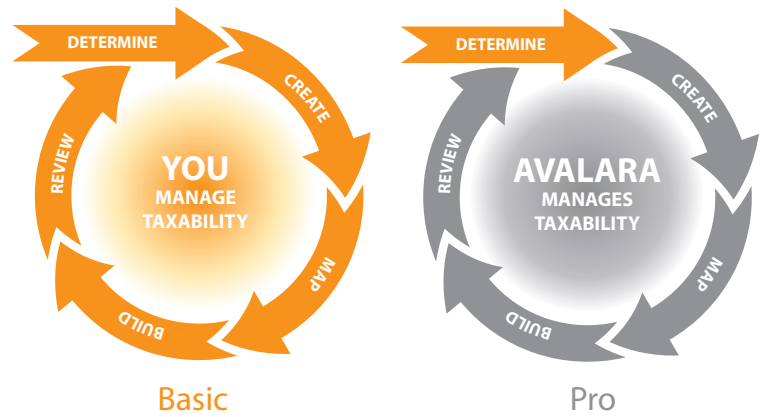 DETERMINE
CREATE
MAP
BUILD
REVIEW
YOU
MANAGE
TAXABILITY
Basic
DETERMINE
CREATE
MAP
BUILD
REVIEW
AVALARA
MANAGES
TAXABILITY
Pro